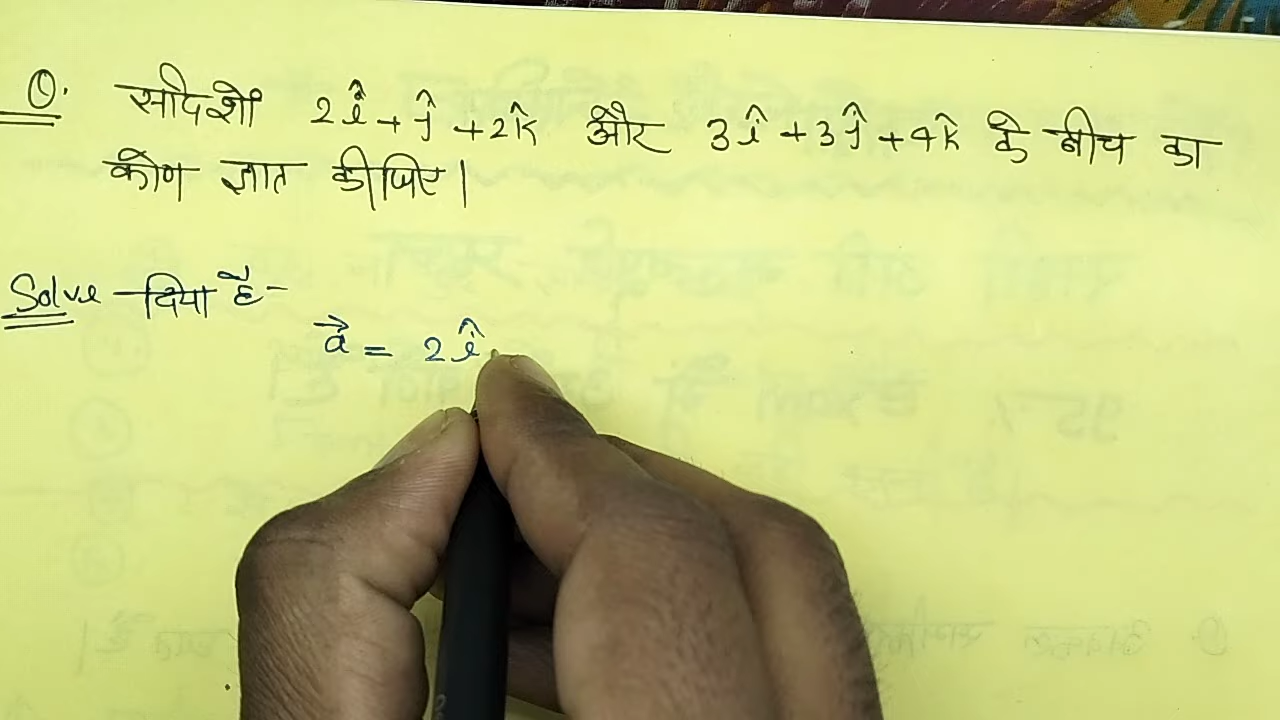 Q. सदिशों 2î + ĵ + 2k̂ और 3î + 3ĵ + 4k̂ के बीच का
कोण ज्ञात कीजिए।
Solve - दिया है -
a⃗ = 2î